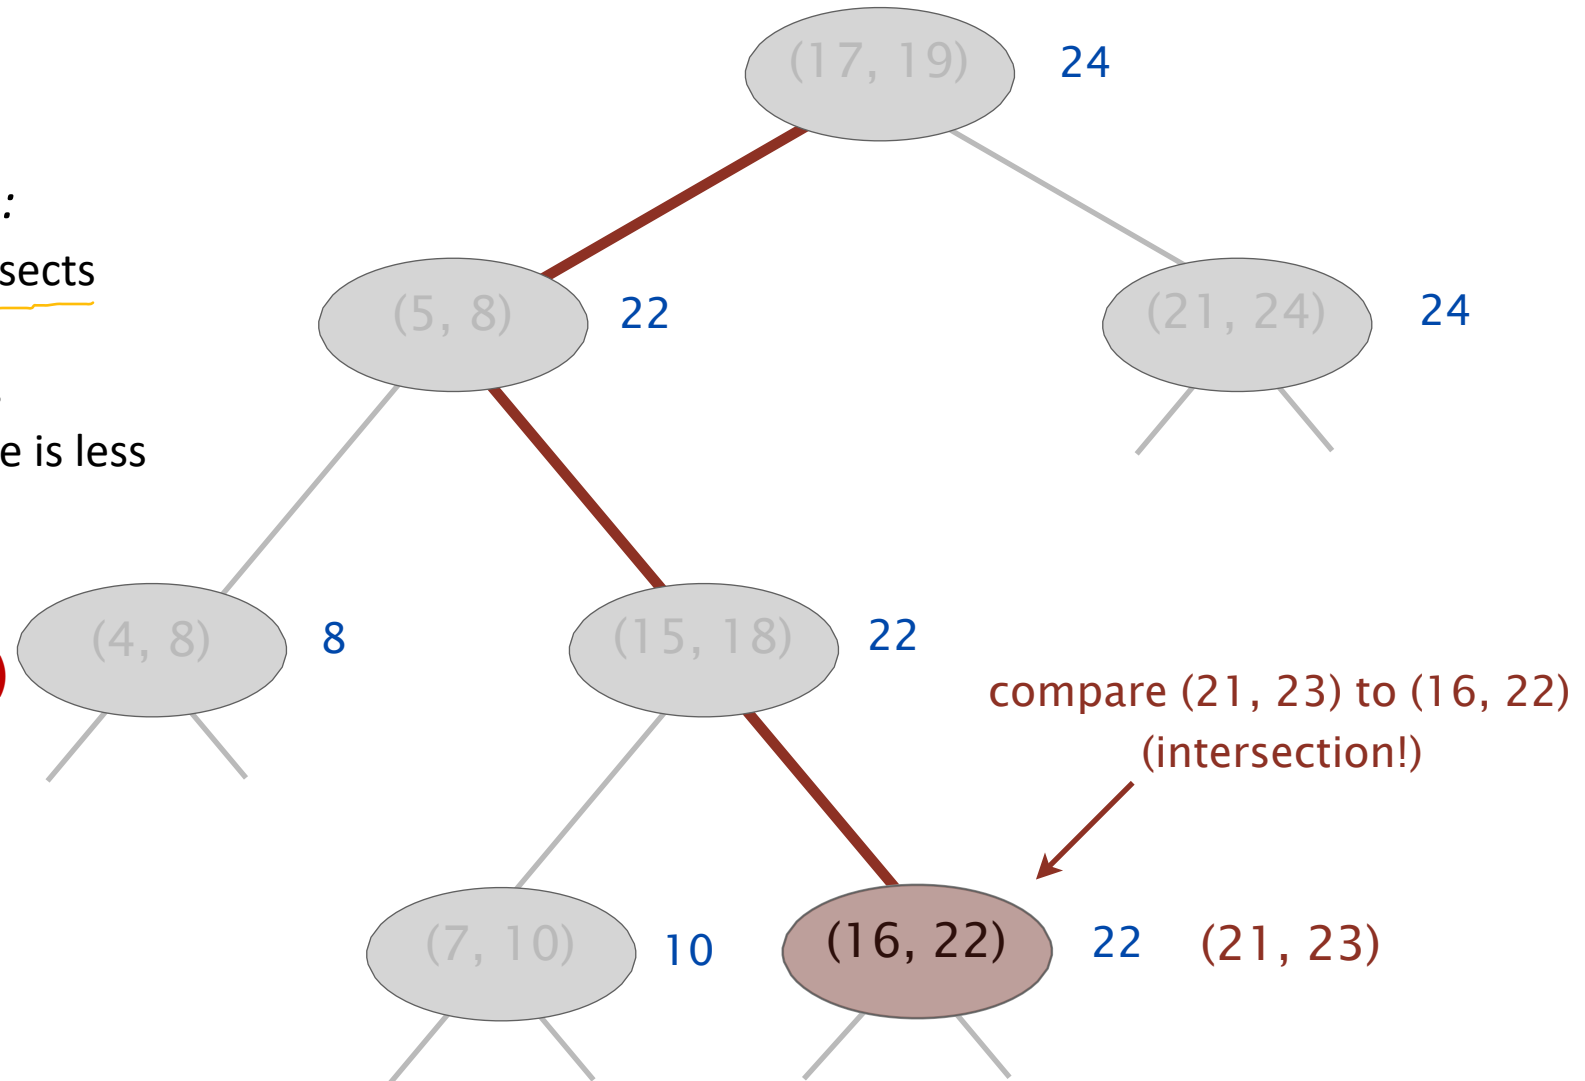 (17, 19) 24
:
sects
(5, 8) 22
(21, 24) 24
e is less
(4, 8) 8
(15, 18) 22
compare (21, 23) to (16, 22)
(intersection!)
(7, 10) 10
(16, 22) 22 (21, 23)